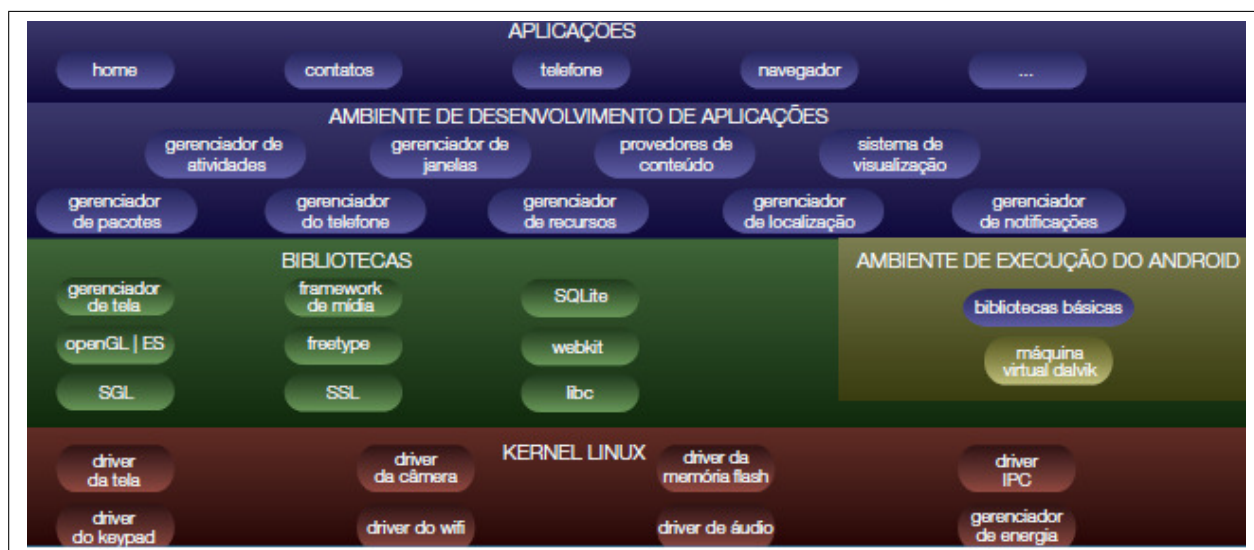 APLICAÇÕES
home contatos telefone navegador ...
AMBIENTE DE DESENVOLVIMENTO DE APLICAÇÕES
gerenciador de
atividades
gerenciador de
janelas
provedores de
conteúdo
sistema de
visualização
gerenciador
de pacotes
gerenciador
do telefone
gerenciador
de recursos
gerenciador
de localização
gerenciador
de notificações
BIBLIOTECAS
gerenciador
de tela
framework
de mídia
SQLite
openGL | ES
freetype
webkit
SGL
SSL
libc
AMBIENTE DE EXECUÇÃO DO ANDROID
bibliotecas básicas
máquina
virtual dalvik
KERNEL LINUX
driver
da tela
driver
da câmera
driver da
memória flash
driver
IPC
driver
do keypad
driver do wifi
driver de áudio
gerenciador
de energia